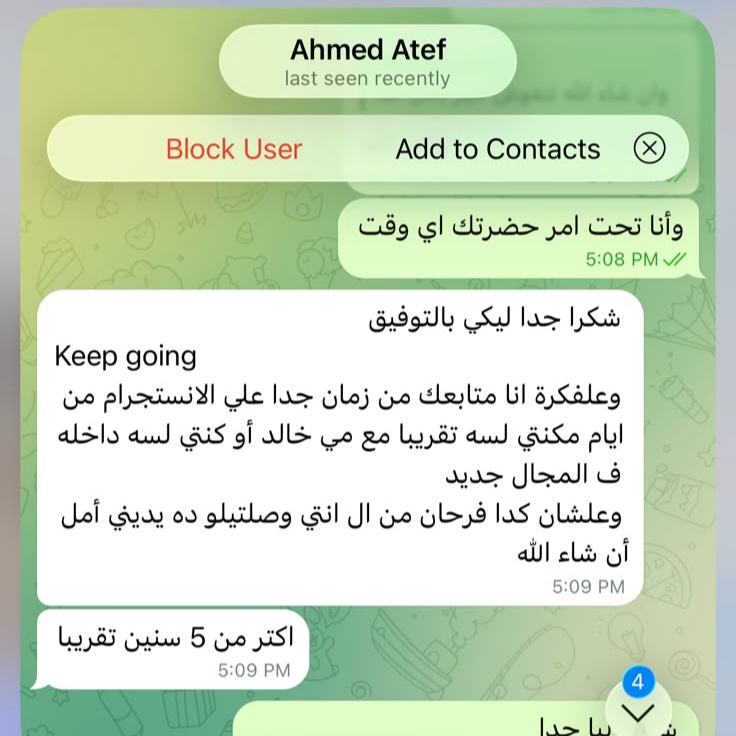 Ahmed Atef
last seen recently
Block User
Add to Contacts
وأنا تحت امر حضرتك اي وقت
5:08 PM
شكرا جدا ليكي بالتوفيق
Keep going
وعلفكرة انا متابعك من زمان جدا علي الانستجرام من
ايام مكنتي لسه تقريبا مع مي خالد أو كنتي لسه داخله
ف المجال جديد
وعلشان كدا فرحان من ال انتي وصلتيلو ده يديني أمل
أن شاء الله
5:09 PM
اكتر من 5 سنين تقريبا
5:09 PM
4
جدا